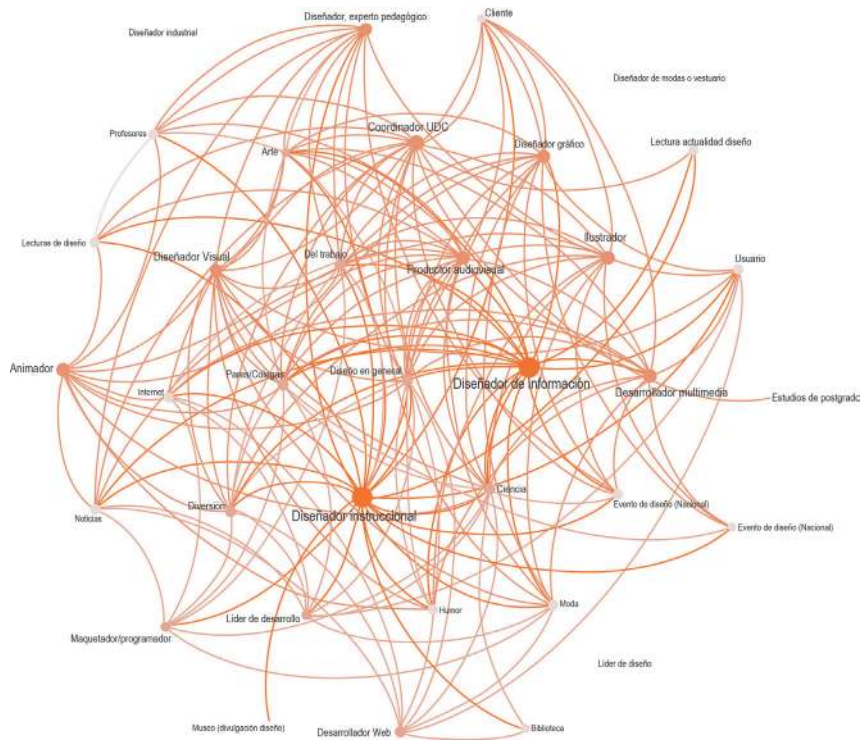 Diseñador, experto pedagógico
Cliente
Diseñador industrial
Diseñador de modas o vestuario
Profesores
Coordinador UDC
Arte
Diseñador gráfico
Lectura actualidad diseño
Lecturas de diseño
Ilustrador
Diseñador Visual
Del trabajo
Productor audiovisual
Usuario
Animador
Pares/Colegas
Diseño en general
Diseñador de información
Desarrollador multimedia
Internet
Estudios de postgrado
Ciencia
Diversión
Diseñador instruccional
Evento de diseño (Nacional)
Noticias
Evento de diseño (Nacional)
Humor
Moda
Líder de desarrollo
Maquetador/programador
Líder de diseño
Museo (divulgación diseño)
Desarrollador Web
Biblioteca